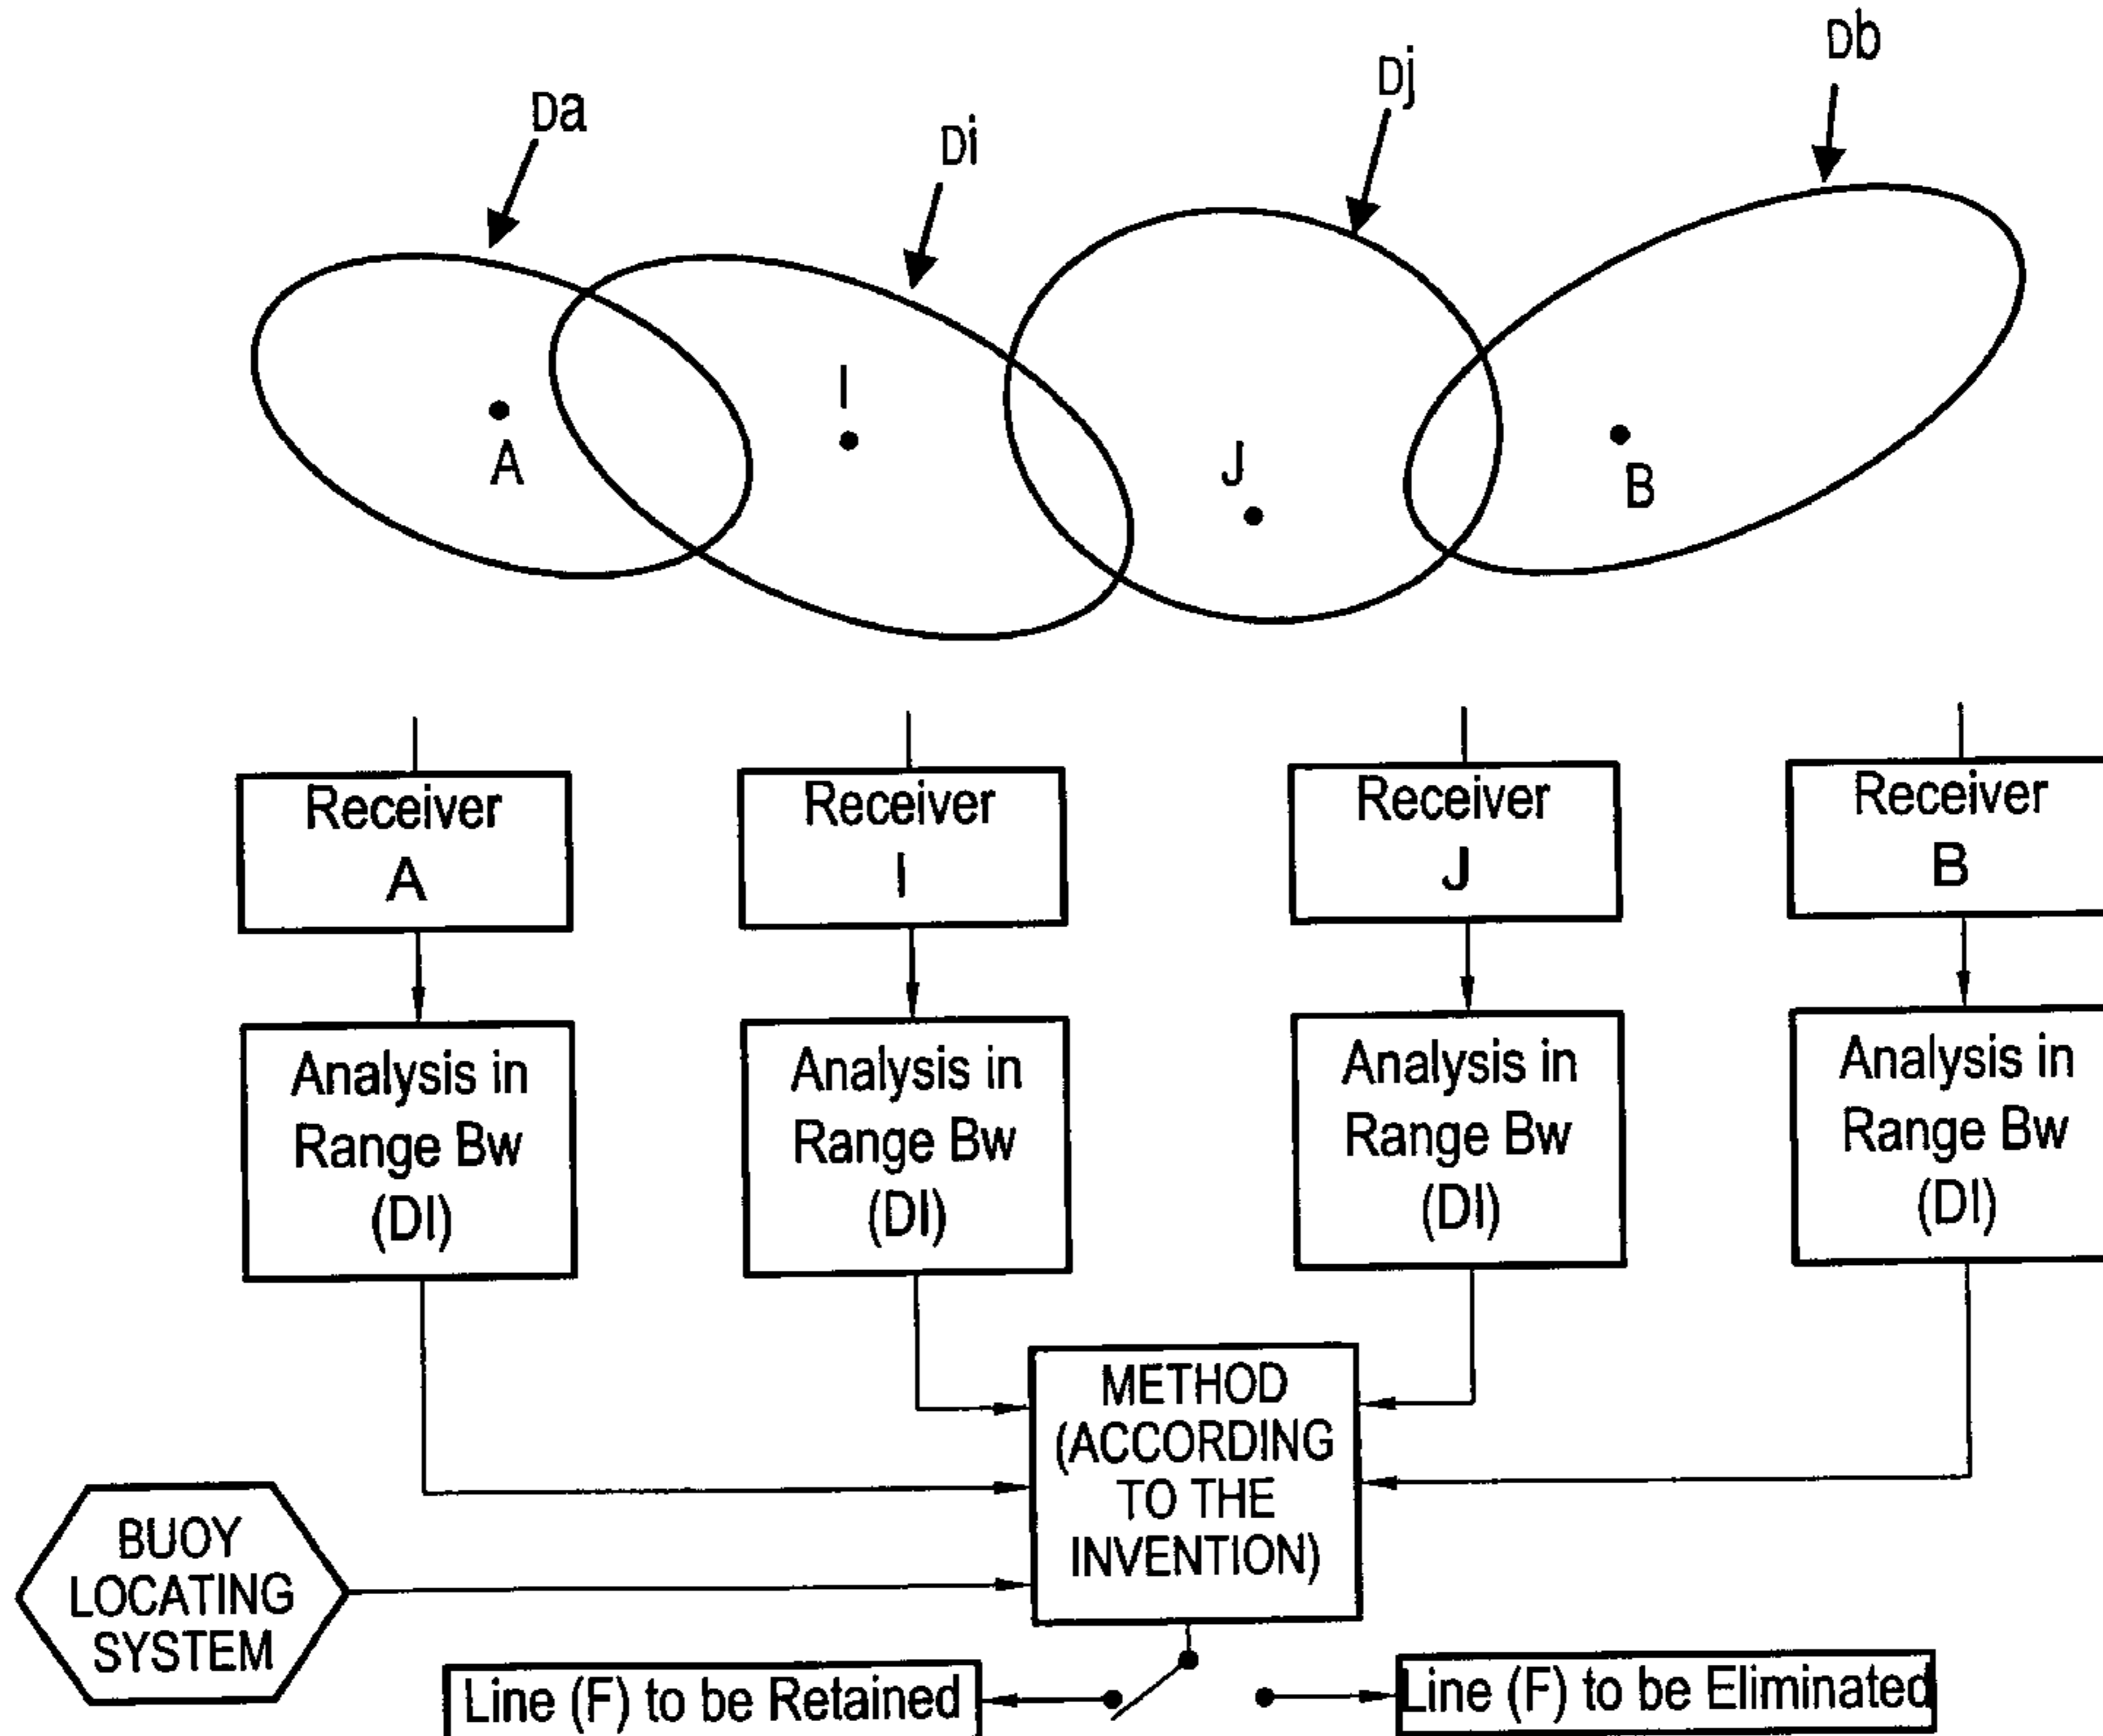 Da
Di
Dj
Db
A
I
J
B
Receiver
A
Receiver
I
Receiver
J
Receiver
B
Analysis in
Range Bw
(DI)
Analysis in
Range Bw
(DI)
Analysis in
Range Bw
(DI)
Analysis in
Range Bw
(DI)
METHOD
(ACCORDING
TO THE
INVENTION)
BUOY
LOCATING
SYSTEM
Line (F) to be Retained
Line (F) to be Eliminated